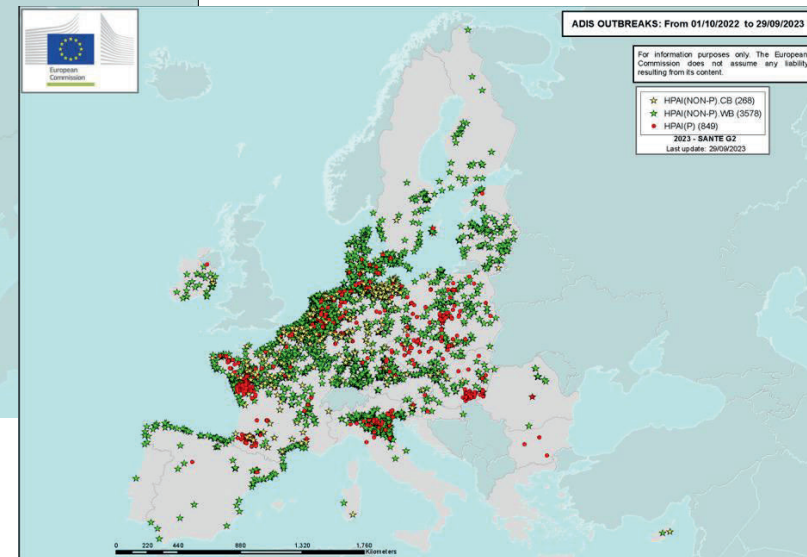 European
Commission
ADIS OUTBREAKS: From 01/10/2022 to 29/09/2023
For information purposes only. The European
Commission does not assume any liability
resulting from its content.
HPAI(NON-P).CB (268)
HPAI(NON-P).WB (3578)
HPAI(P) (849)
2023 - SANTE G2
Last update: 29/09/2023
0 220 440 880 1,320 1,760
Kilometers